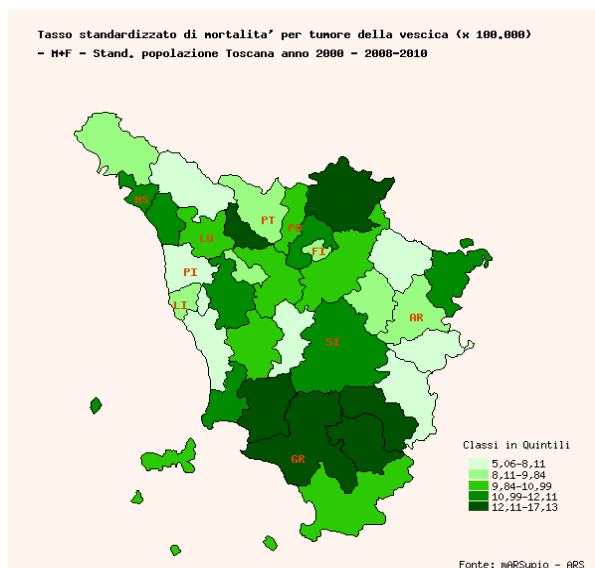 Tasso standardizzato di mortalita' per tumore della vescica (x 100.000)
- M+F - Stand. popolazione Toscana anno 2000 - 2008-2010
MS
PT
PO
LU
FI
PI
LI
AR
SI
GR
Classi in Quintili
5,06-8,11
8,11-9,84
9,84-10,99
10,99-12,11
12,11-17,13
Fonte: mARSupio - ARS